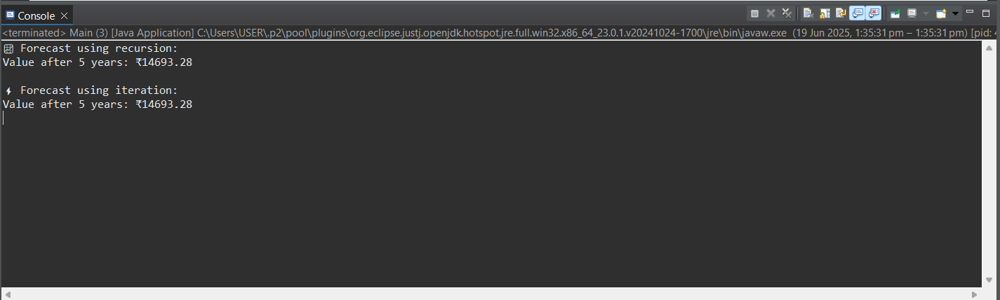 Console
<terminated> Main (3) [Java Application] C:\Users\USER\.p2\pool\plugins\org.eclipse.justj.openjdk.hotspot.jre.full.win32.x86_64_23.0.1.v20241024-1700\jre\bin\javaw.exe (19 Jun 2025, 1:35:31 pm – 1:35:31 pm) [pid: 4
Forecast using recursion:
Value after 5 years: ₹14693.28
Forecast using iteration:
Value after 5 years: ₹14693.28